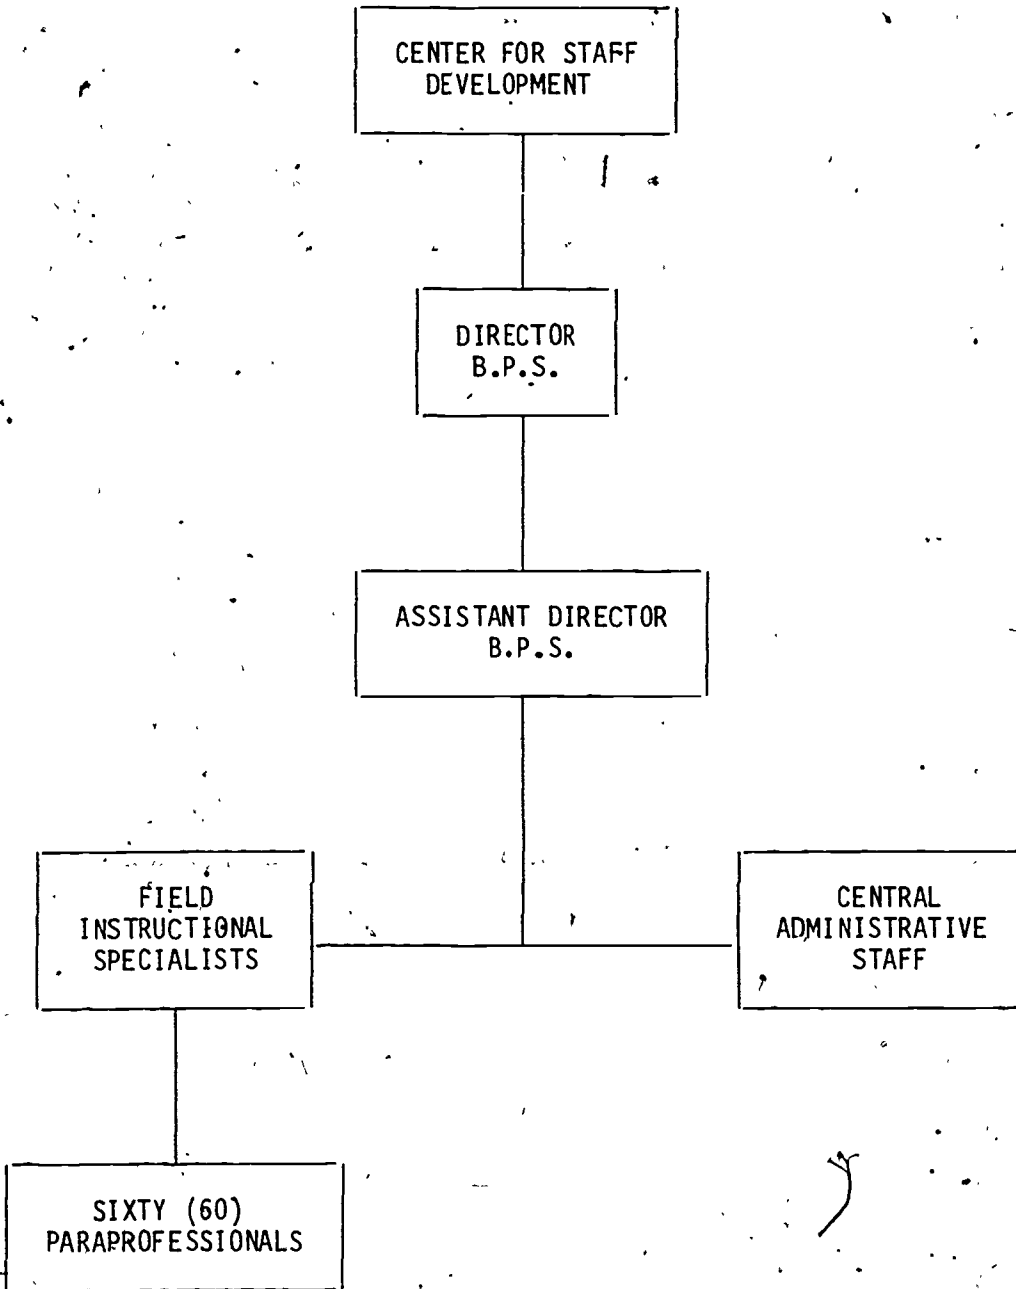 CENTER FOR STAFF
DEVELOPMENT
DIRECTOR
B.P.S.
ASSISTANT DIRECTOR
B.P.S.
FIELD
INSTRUCTIONAL
SPECIALISTS
CENTRAL
ADMINISTRATIVE
STAFF
SIXTY (60)
PARAPROFESSIONALS